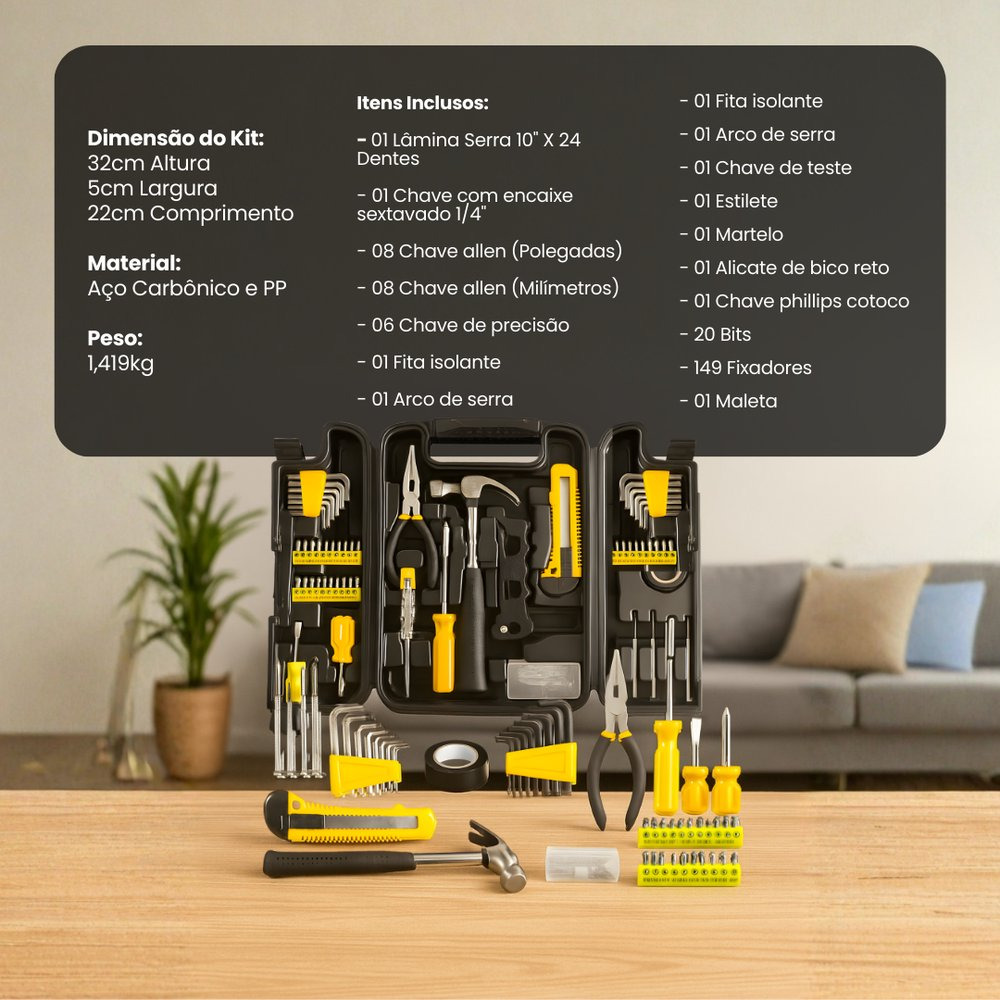 Dimensão do Kit:
32cm Altura
5cm Largura
22cm Comprimento
Material:
Aço Carbônico e PP
Peso:
1,419kg
Itens Inclusos:
- 01 Lâmina Serra 10" X 24
Dentes
- 01 Chave com encaixe
sextavado 1/4"
- 08 Chave allen (Polegadas)
- 08 Chave allen (Milímetros)
- 06 Chave de precisão
- 01 Fita isolante
- 01 Arco de serra
- 01 Fita isolante
- 01 Arco de serra
- 01 Chave de teste
- 01 Estilete
- 01 Martelo
- 01 Alicate de bico reto
- 01 Chave phillips cotoco
- 20 Bits
- 149 Fixadores
- 01 Maleta